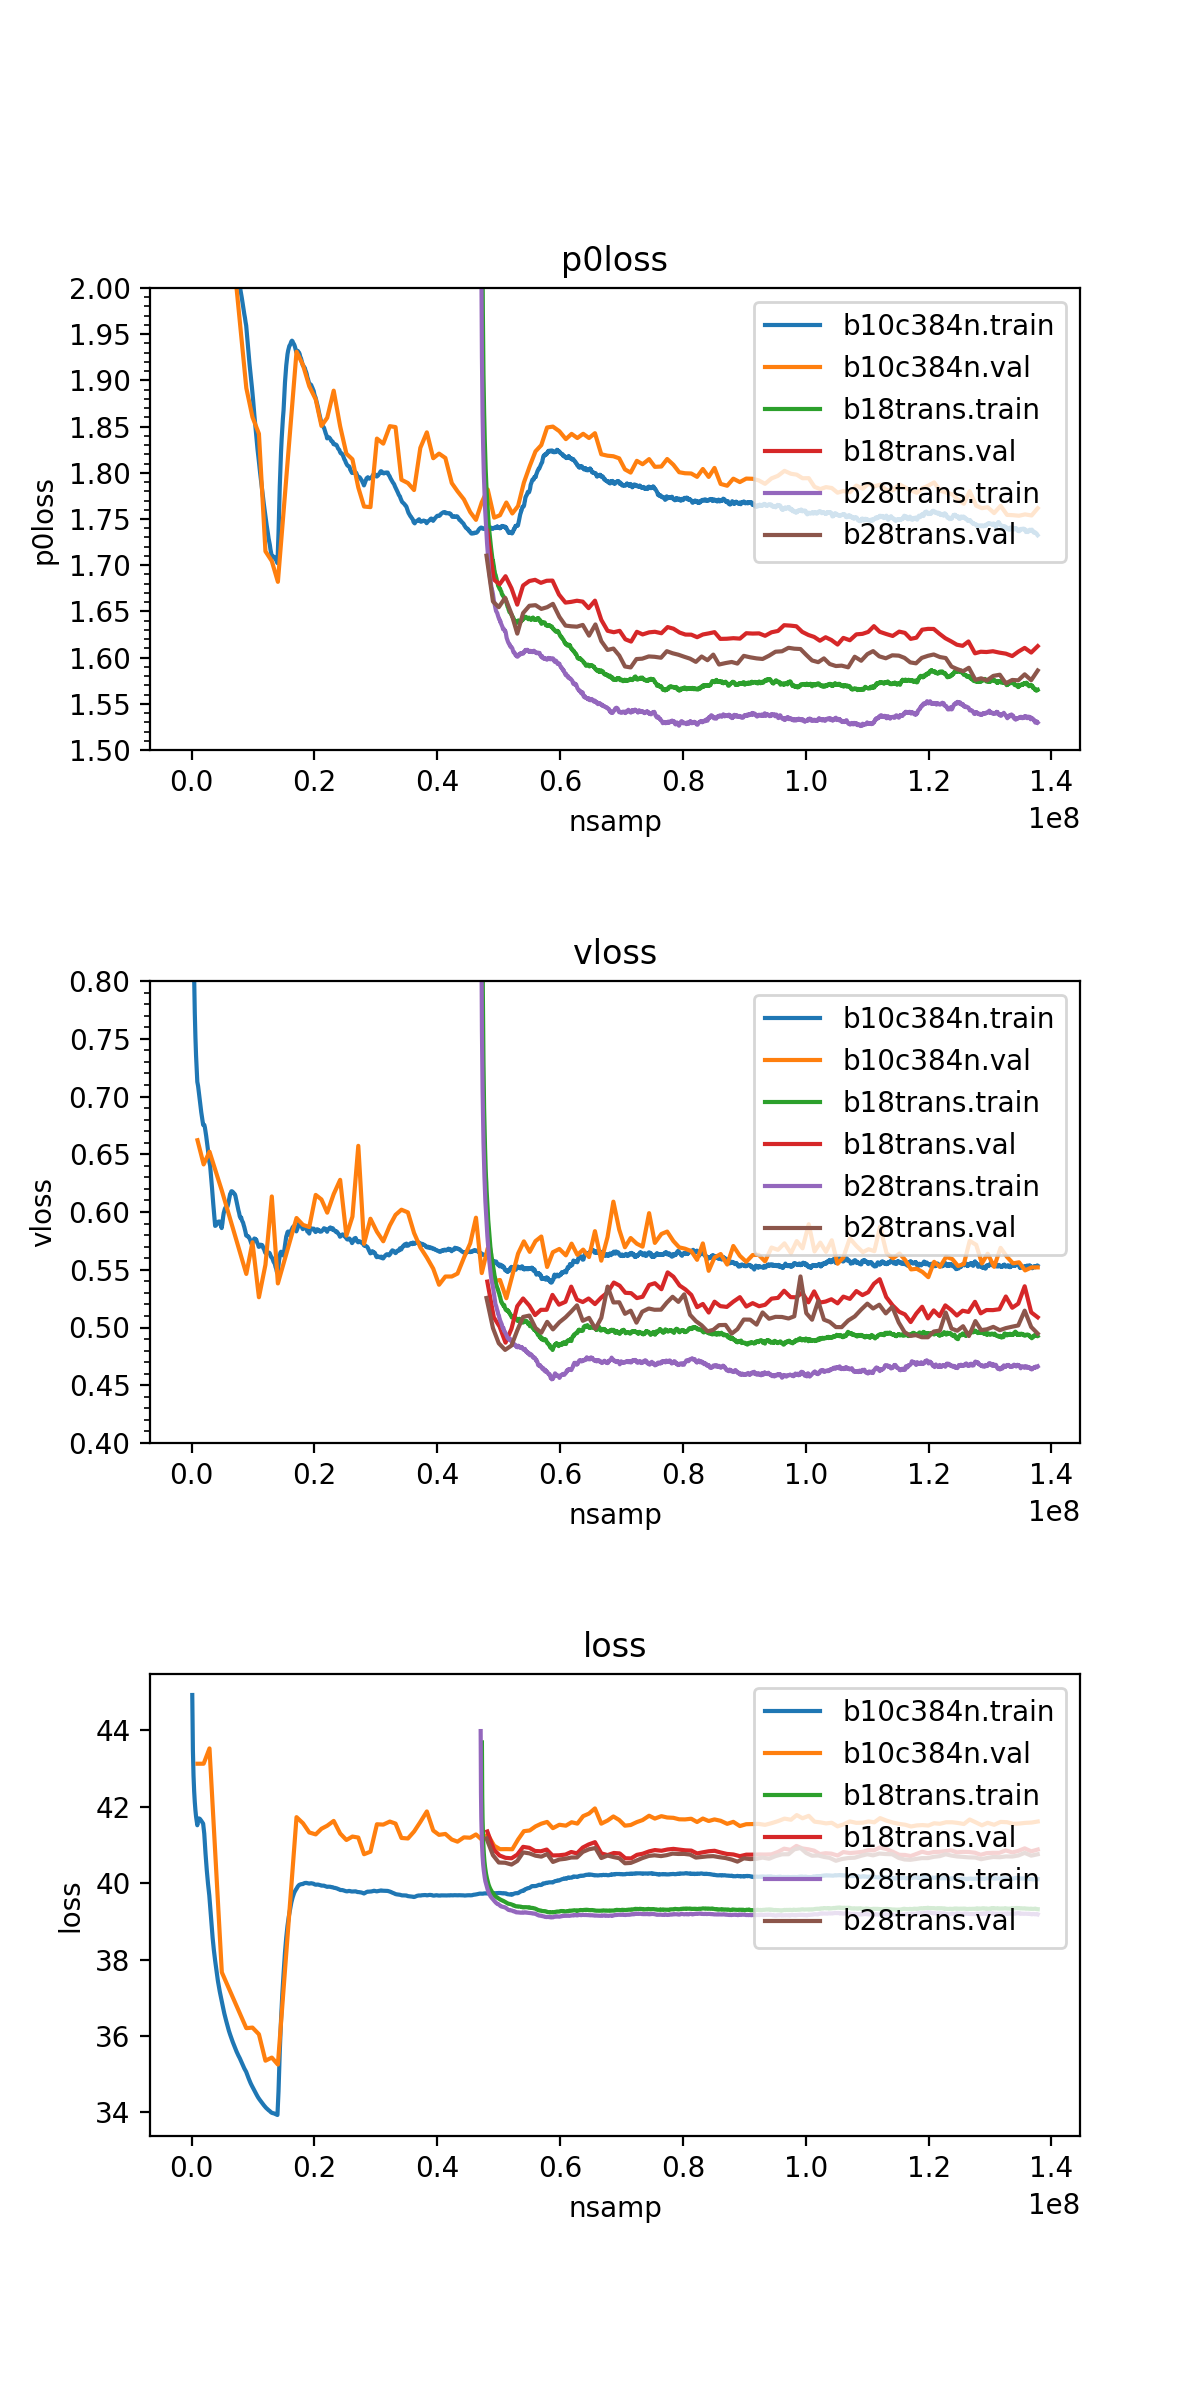 p0loss
2.00
1.95
1.90
1.85
1.80
1.75
1.70
1.65
1.60
1.55
1.50
p0loss
b10c384n.train
b10c384n.val
b18trans.train
b18trans.val
b28trans.train
b28trans.val
0.0 0.2 0.4 0.6 0.8 1.0 1.2 1.4
nsamp
1e8
vloss
0.80
0.75
0.70
0.65
0.60
0.55
0.50
0.45
0.40
vloss
b10c384n.train
b10c384n.val
b18trans.train
b18trans.val
b28trans.train
b28trans.val
0.0 0.2 0.4 0.6 0.8 1.0 1.2 1.4
nsamp
1e8
loss
44
42
40
38
36
34
loss
b10c384n.train
b10c384n.val
b18trans.train
b18trans.val
b28trans.train
b28trans.val
0.0 0.2 0.4 0.6 0.8 1.0 1.2 1.4
nsamp
1e8